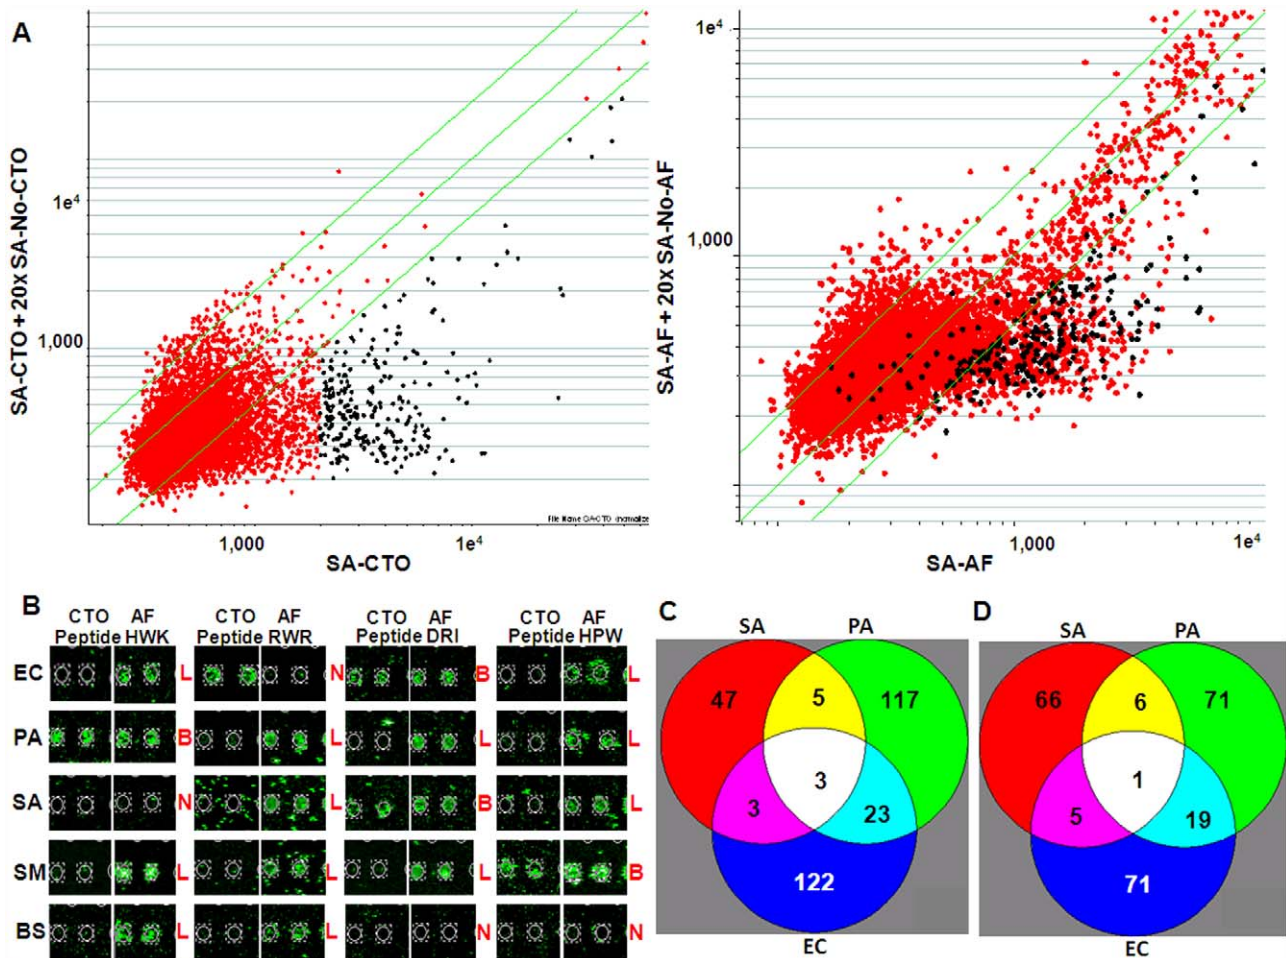 A
SA-CTO + 20x SA-No-CTO
1e4
1,000
1,000
1e4
SA-CTO
SA-AF + 20x SA-No-AF
1e4
1,000
1,000
1e4
SA-AF
B
CTO AF
Peptide HWK
CTO AF
Peptide RWR
CTO AF
Peptide DRI
CTO AF
Peptide HPW
EC L N B L
PA B L L L
SA N L B L
SM L L L B
BS L L N N
C
SA PA
47 5 117
3
3 23
122
EC
D
SA PA
66 6 71
1
5 19
71
EC